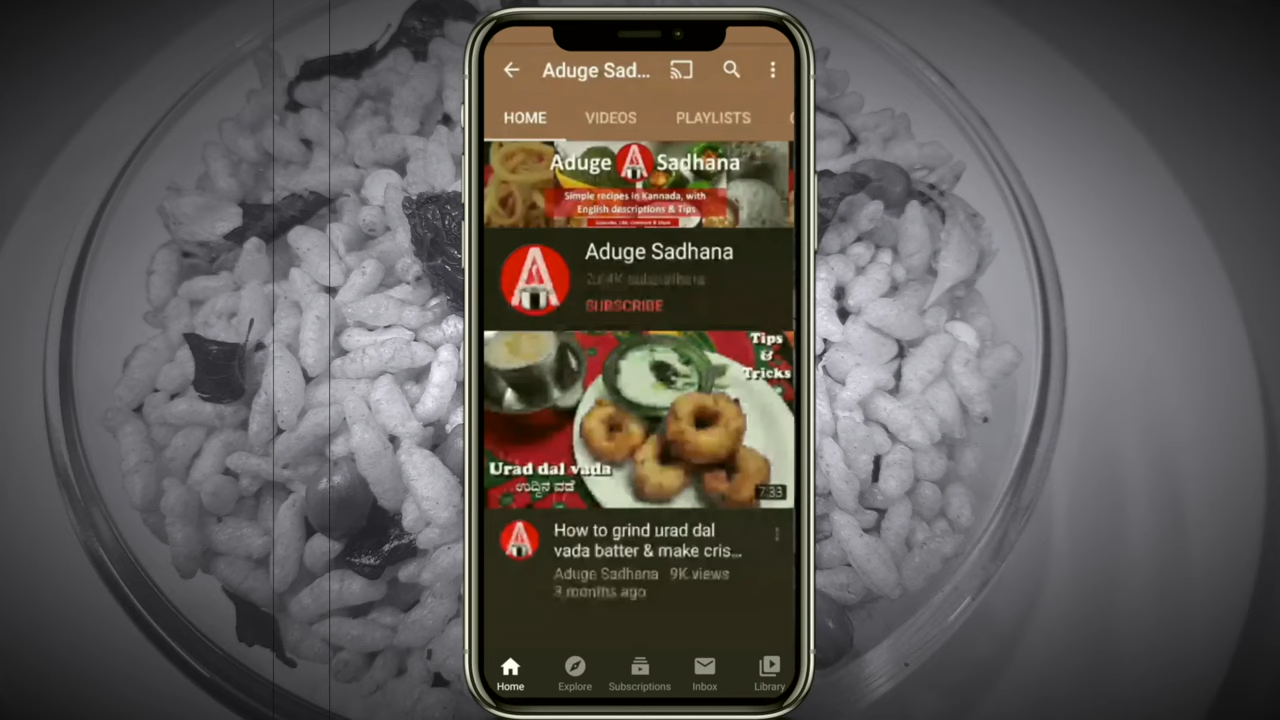 Aduge Sad...
HOME VIDEOS PLAYLISTS
Aduge A Sadhana
Simple recipes in Kannada, with
English descriptions & Tips
Aduge Sadhana
SUBSCRIBE
Tips
&
Tricks
Urad dal vada
ಉದ್ದಿನ ವಡೆ
7:33
How to grind urad dal
vada batter & make cris...
Aduge Sadhana 9K views
3 months ago
Home Explore Subscriptions Inbox Library